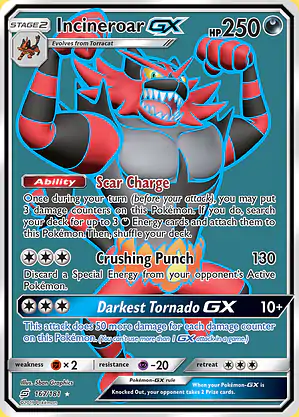 STAGE 2 Incineroar GX HP 250
Evolves from Torracat
Ability Scar Charge
Once during your turn (before your attack), you may put
3 damage counters on this Pokémon. If you do, search
your deck for up to 3 Energy cards and attach them to
this Pokémon. Then, shuffle your deck.
Crushing Punch 130
Discard a Special Energy from your opponent's Active
Pokémon.
Darkest Tornado GX 10+
This attack does 50 more damage for each damage counter
on this Pokémon. (You can't use more than 1 GX attack in a game.)
weakness ×2 resistance -20 retreat
Illus. 5ban Graphics
Pokémon-GX rule
When your Pokémon-GX is
Knocked Out, your opponent takes 2 Prize cards.